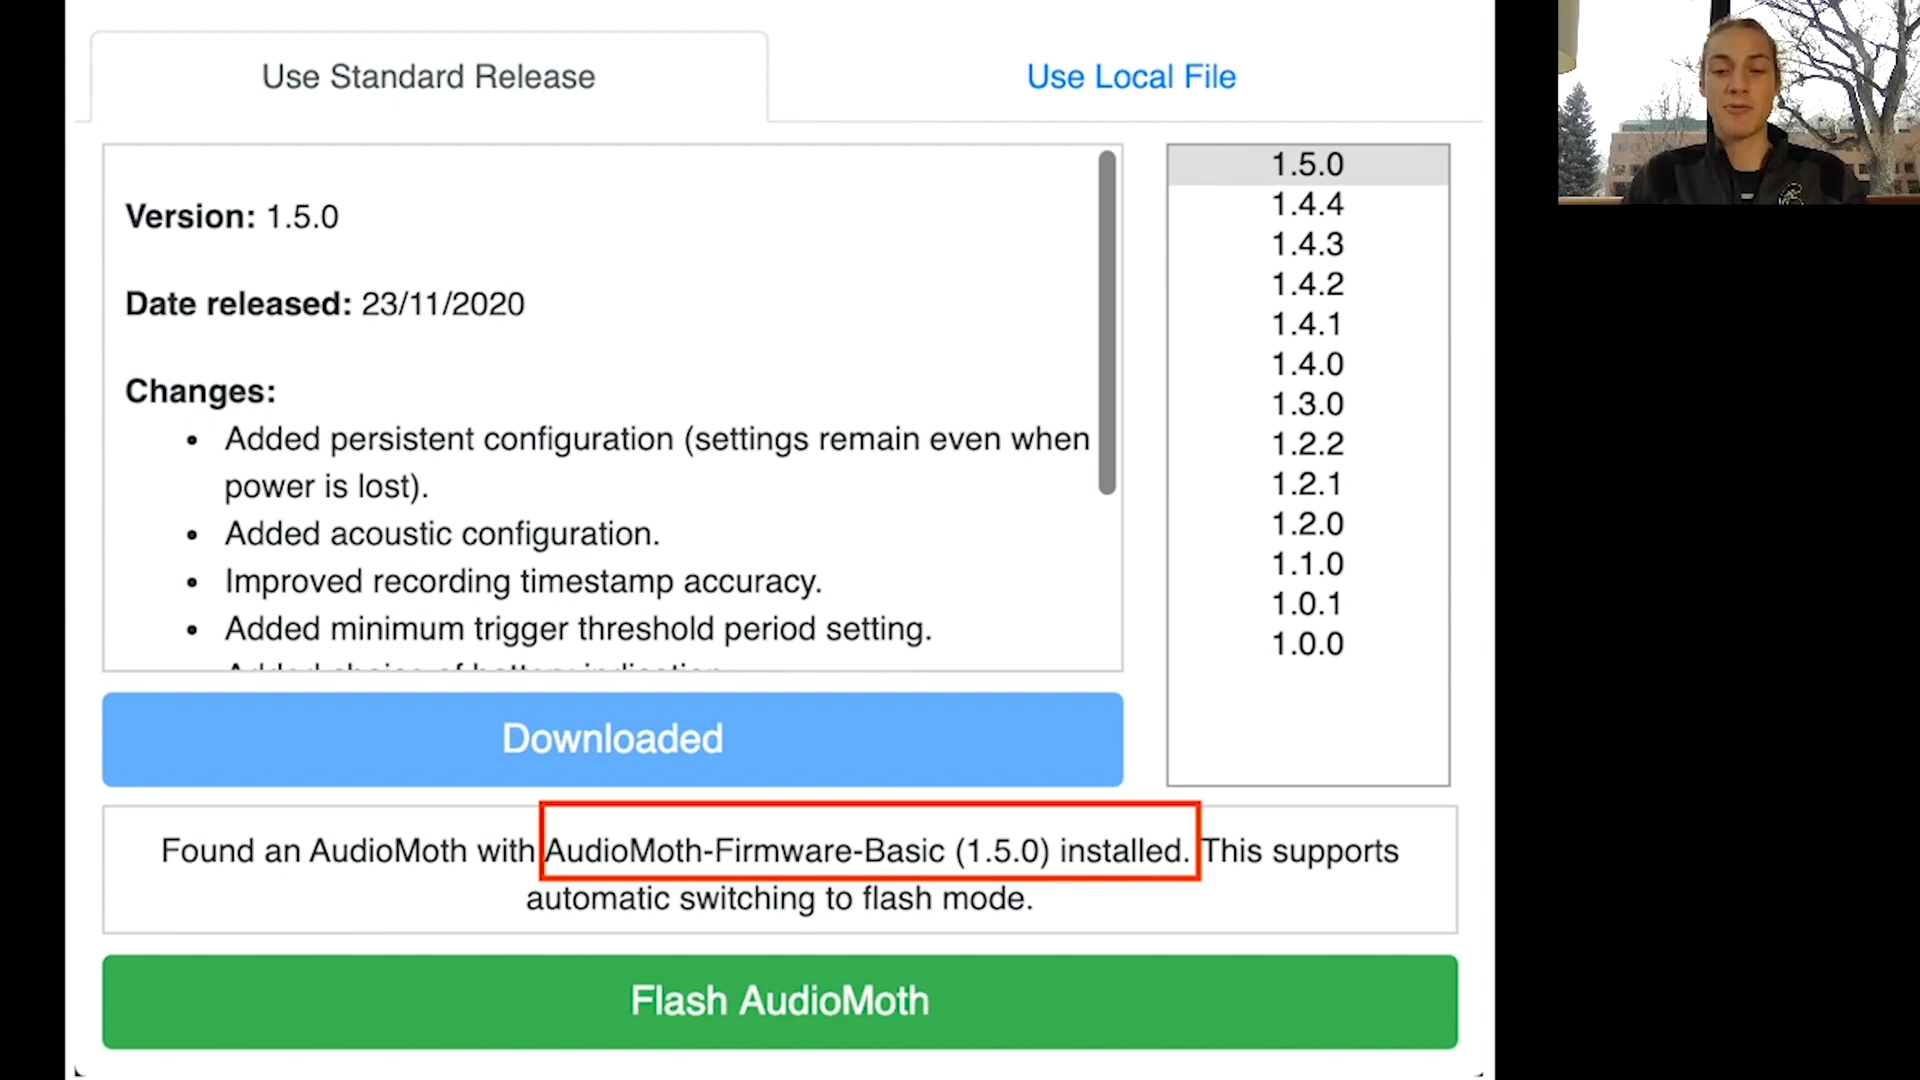 Use Standard Release
Use Local File
Version: 1.5.0
Date released: 23/11/2020
Changes:
• Added persistent configuration (settings remain even when
power is lost).
• Added acoustic configuration.
• Improved recording timestamp accuracy.
• Added minimum trigger threshold period setting.
Added choice of battery indication
1.5.0
1.4.4
1.4.3
1.4.2
1.4.1
1.4.0
1.3.0
1.2.2
1.2.1
1.2.0
1.1.0
1.0.1
1.0.0
Downloaded
Found an AudioMoth with AudioMoth-Firmware-Basic (1.5.0) installed. This supports
automatic switching to flash mode.
Flash AudioMoth